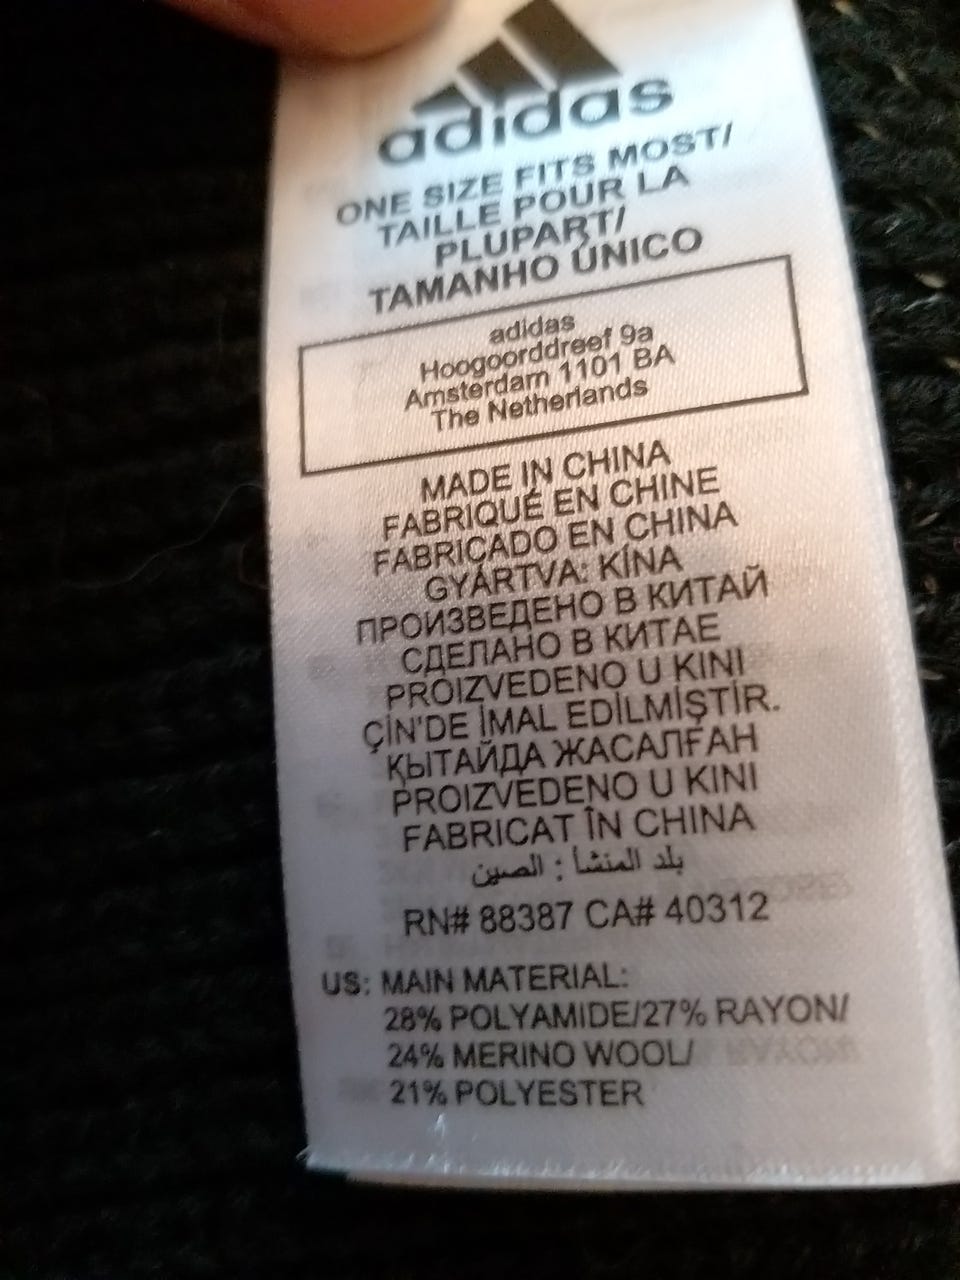 adidas
ONE SIZE FITS MOST/
TAILLE POUR LA
PLUPART/
TAMANHO ÚNICO
adidas
Hoogoorddreef 9a
Amsterdam 1101 BA
The Netherlands
MADE IN CHINA
FABRIQUÉ EN CHINE
FABRICADO EN CHINA
GYÁRTVA: KÍNA
ПРОИЗВЕДЕНО В КИТАЙ
СДЕЛАНО В КИТАЕ
PROIZVEDENO U KINI
ÇİN'DE İMAL EDİLMİŞTİR.
ҚЫТАЙДА ЖАСАЛҒАН
PROIZVEDENO U KINI
FABRICAT ÎN CHINA
بلد المنشأ : الصين
RN# 88387 CA# 40312
US: MAIN MATERIAL:
28% POLYAMIDE/27% RAYON/
24% MERINO WOOL/
21% POLYESTER